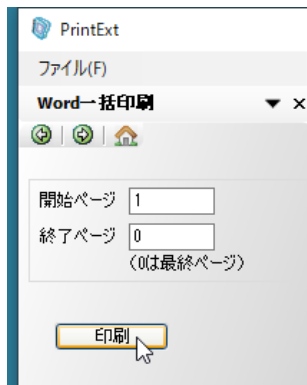 PrintExt
ファイル(F)
Word一括印刷
開始ページ 1
終了ページ 0
(0は最終ページ)
印刷